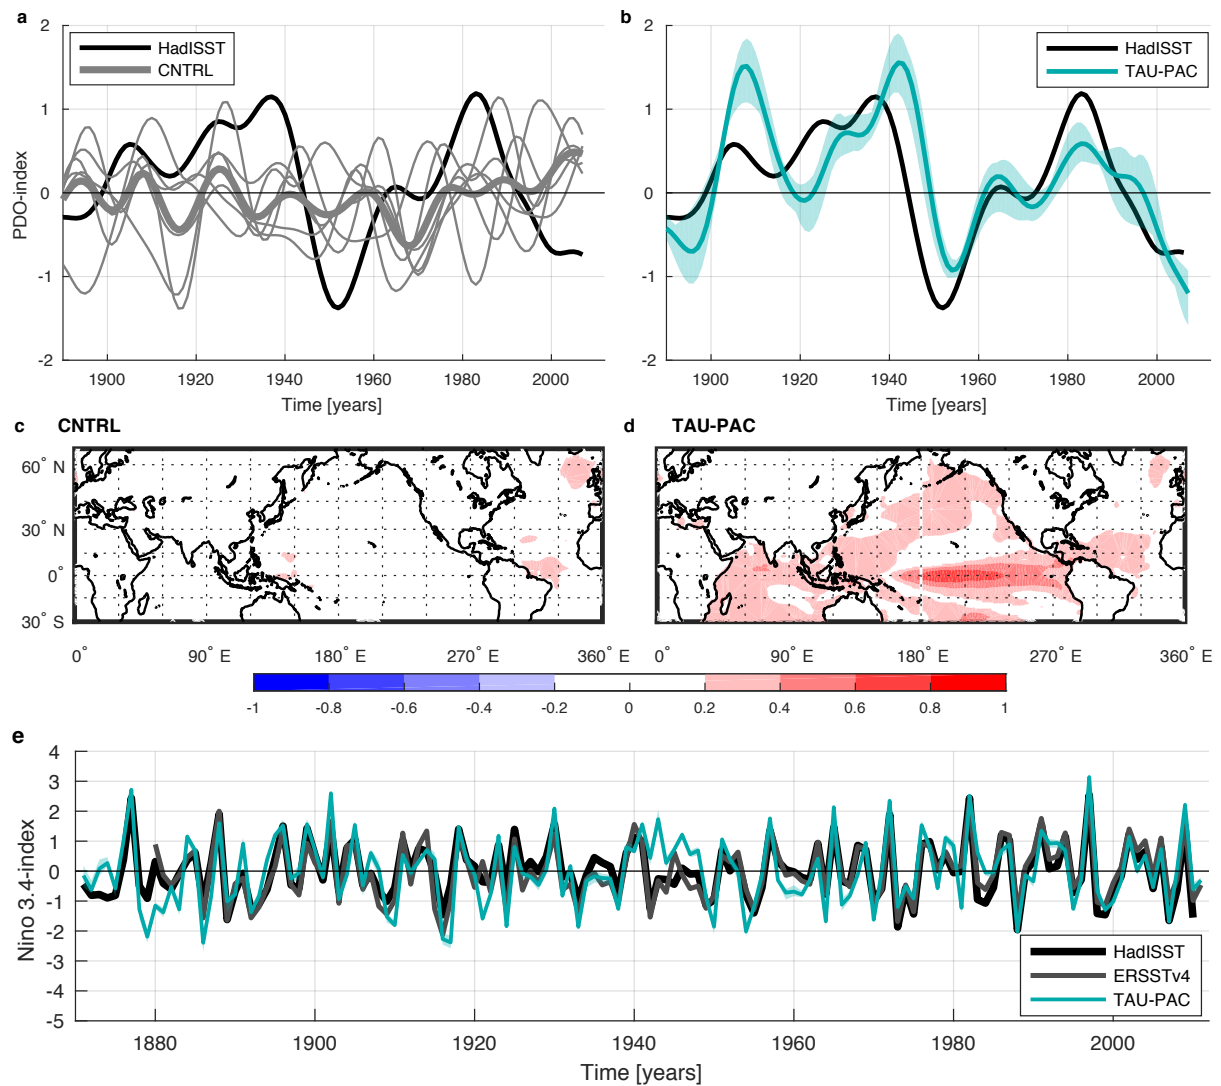 a
2
1
0
-1
-2
PDO-index
HadISST
CNTRL
1900 1920 1940 1960 1980 2000
Time [years]
b
2
1
0
-1
-2
HadISST
TAU-PAC
1900 1920 1940 1960 1980 2000
Time [years]
c CNTRL
60° N
30° N
0°
30° S
0° 90° E 180° E 270° E 360° E
d TAU-PAC
0° 90° E 180° E 270° E 360° E
-1 -0.8 -0.6 -0.4 -0.2 0 0.2 0.4 0.6 0.8 1
e
4
3
2
1
0
-1
-2
-3
-4
-5
Nino 3.4-index
HadISST
ERSSTv4
TAU-PAC
1880 1900 1920 1940 1960 1980 2000
Time [years]